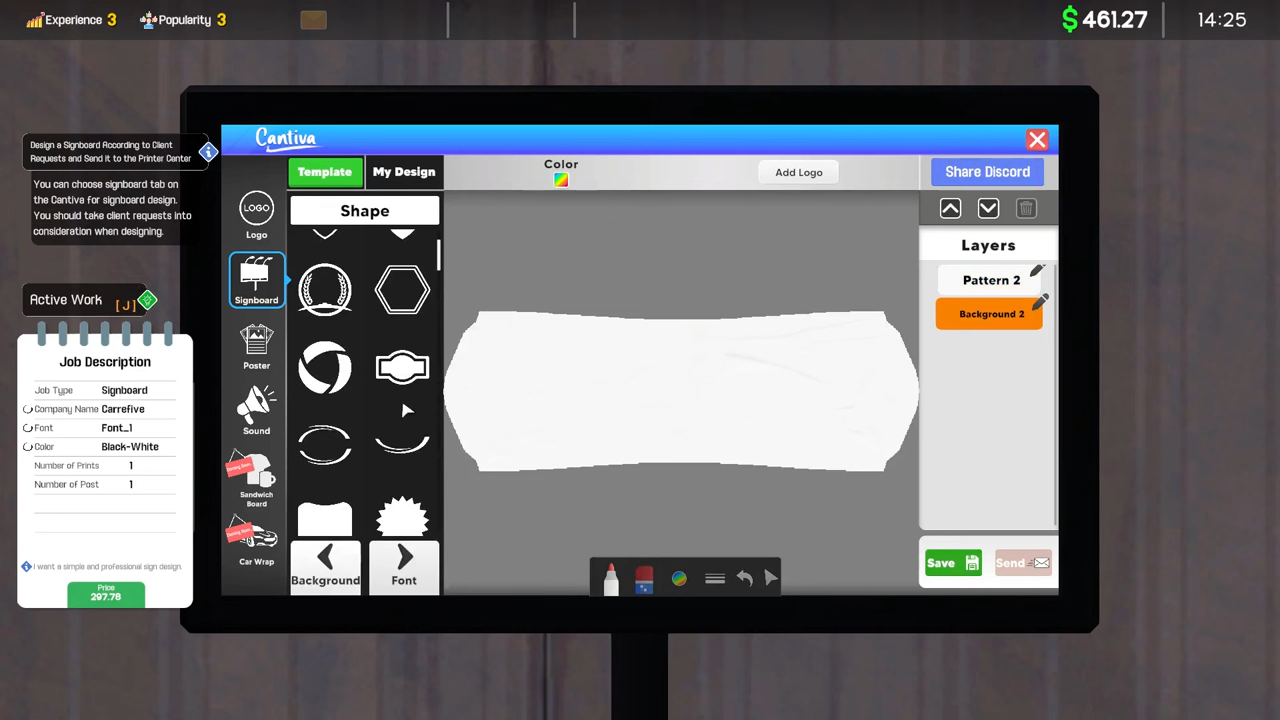 Experience 3
Popularity 3
$ 461.27
14:25
Design a Signboard According to Client
Requests and Send it to the Printer Center
You can choose signboard tab on
the Cantiva for signboard design.
You should take client requests into
consideration when designing.
Active Work [J]
Job Description
Job Type Signboard
Company Name Carrefive
Font Font_1
Color Black-White
Number of Prints 1
Number of Post 1
I want a simple and professional sign design.
Price
297.78
Cantiva
LOGO
Logo
Signboard
Poster
Sound
Coming Soon...
Sandwich
Board
Coming Soon...
Car Wrap
Template
My Design
Shape
Background
Font
Color
Add Logo
Share Discord
Layers
Pattern 2
Background 2
Save
Send